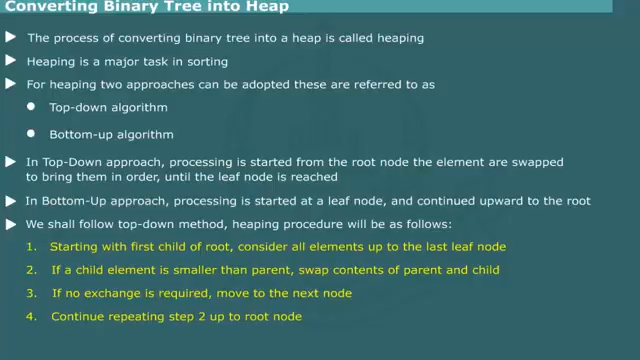 Converting Binary Tree into Heap
The process of converting binary tree into a heap is called heaping
Heaping is a major task in sorting
For heaping two approaches can be adopted these are referred to as
Top-down algorithm
Bottom-up algorithm
In Top-Down approach, processing is started from the root node the element are swapped
to bring them in order, until the leaf node is reached
In Bottom-Up approach, processing is started at a leaf node, and continued upward to the root
We shall follow top-down method, heaping procedure will be as follows:
1. Starting with first child of root, consider all elements up to the last leaf node
2. If a child element is smaller than parent, swap contents of parent and child
3. If no exchange is required, move to the next node
4. Continue repeating step 2 up to root node